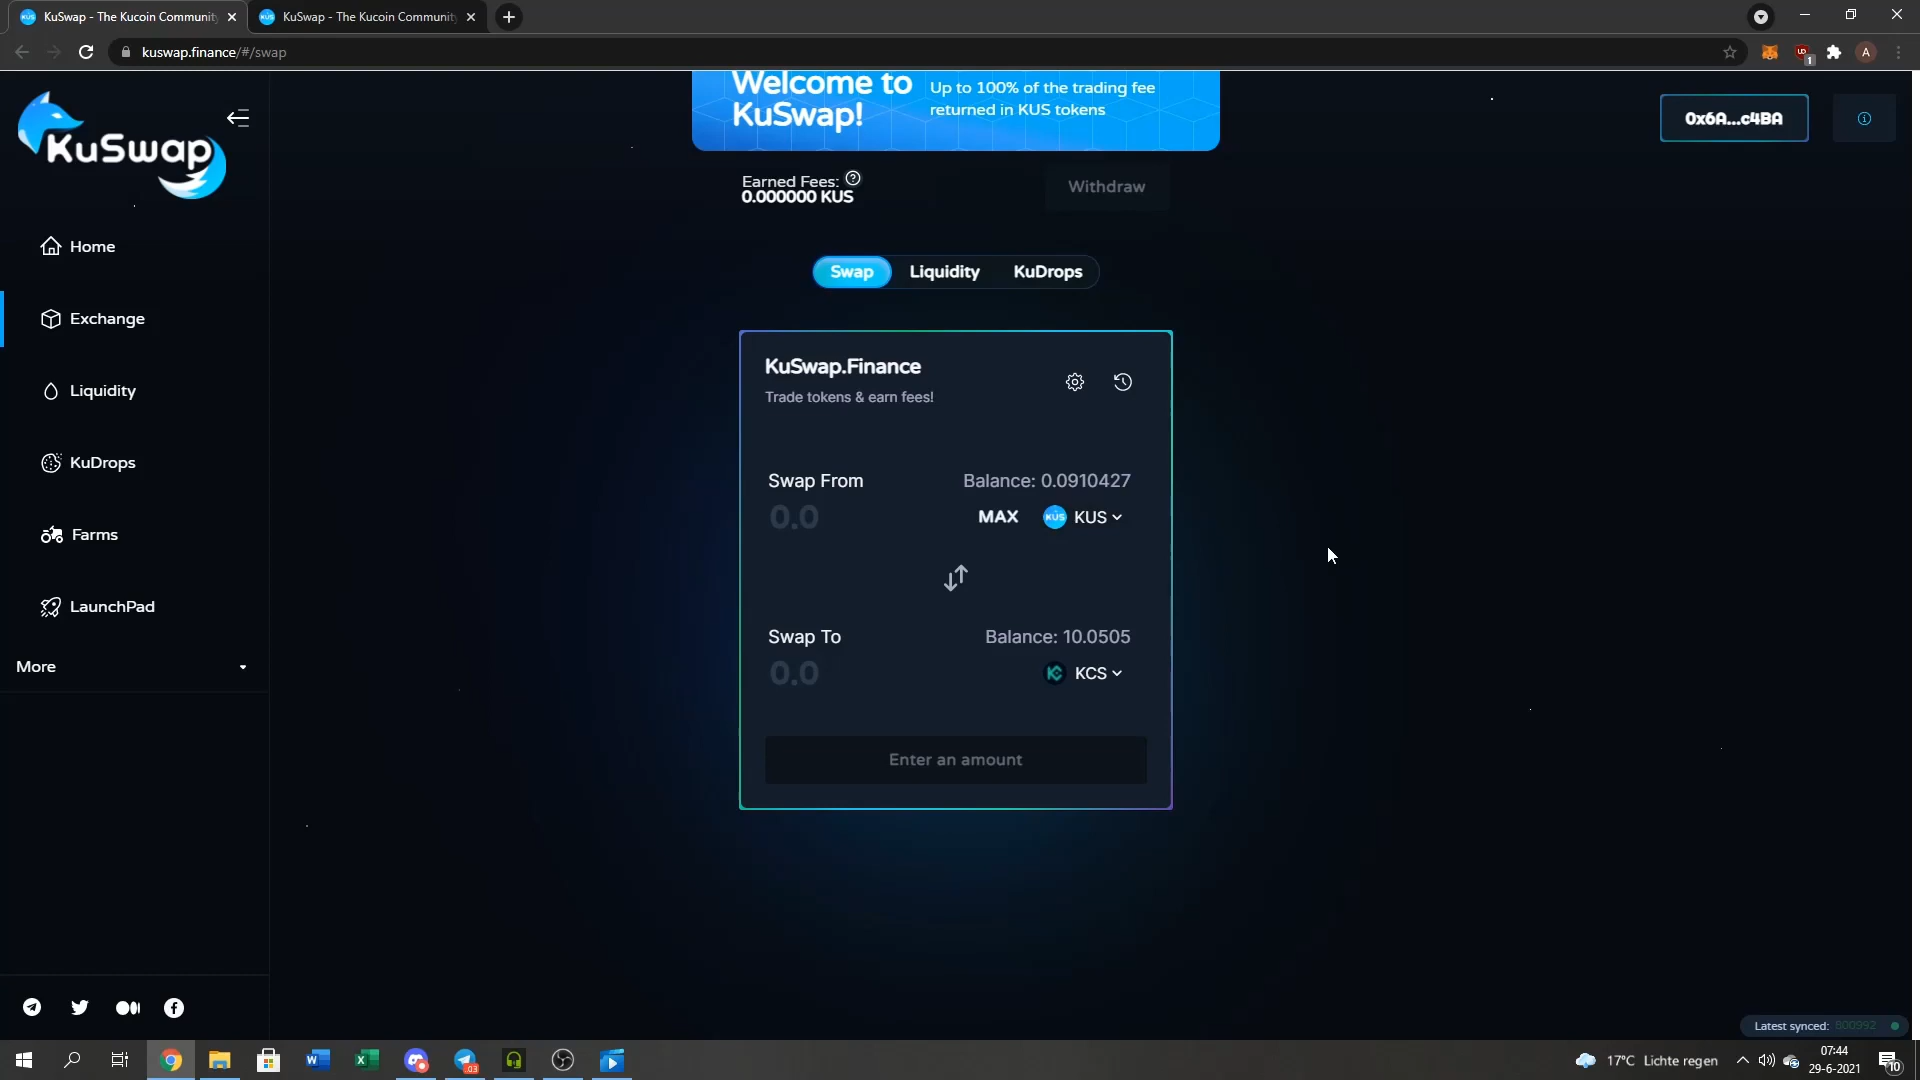 KuSwap - The Kucoin Community
KuSwap - The Kucoin Community
kuswap.finance/#/swap
1
A
KuSwap
Welcome to
KuSwap!
Up to 100% of the trading fee
returned in KUS tokens
0x6A...c4BA
Earned Fees:
0.000000 KUS
Withdraw
Home
Exchange
Liquidity
KuDrops
Farms
LaunchPad
More
Swap
Liquidity
KuDrops
KuSwap.Finance
Trade tokens & earn fees!
Swap From
Balance: 0.0910427
0.0
MAX
KUS
KUS
Swap To
Balance: 10.0505
0.0
KCS
Enter an amount
Latest synced: 800992
17°C Lichte regen
07:44
29-6-2021
10